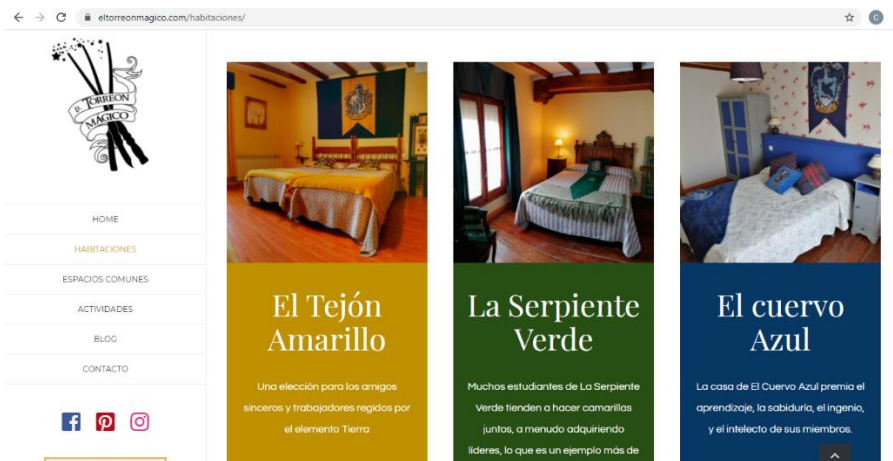 eltorreonmagico.com/habitaciones/
C
EL TORREON
MÁGICO
HOME
HABITACIONES
ESPACIOS COMUNES
ACTIVIDADES
BLOG
CONTACTO
El Tejón
Amarillo
Una elección para los amigos
sinceros y trabajadores regidos por
el elemento Tierra
La Serpiente
Verde
Muchos estudiantes de La Serpiente
Verde tienden a hacer camarillas
juntos, a menudo adquiriendo
líderes, lo que es un ejemplo más de
El cuervo
Azul
La casa de El Cuervo Azul premia el
aprendizaje, la sabiduría, el ingenio,
y el intelecto de sus miembros.